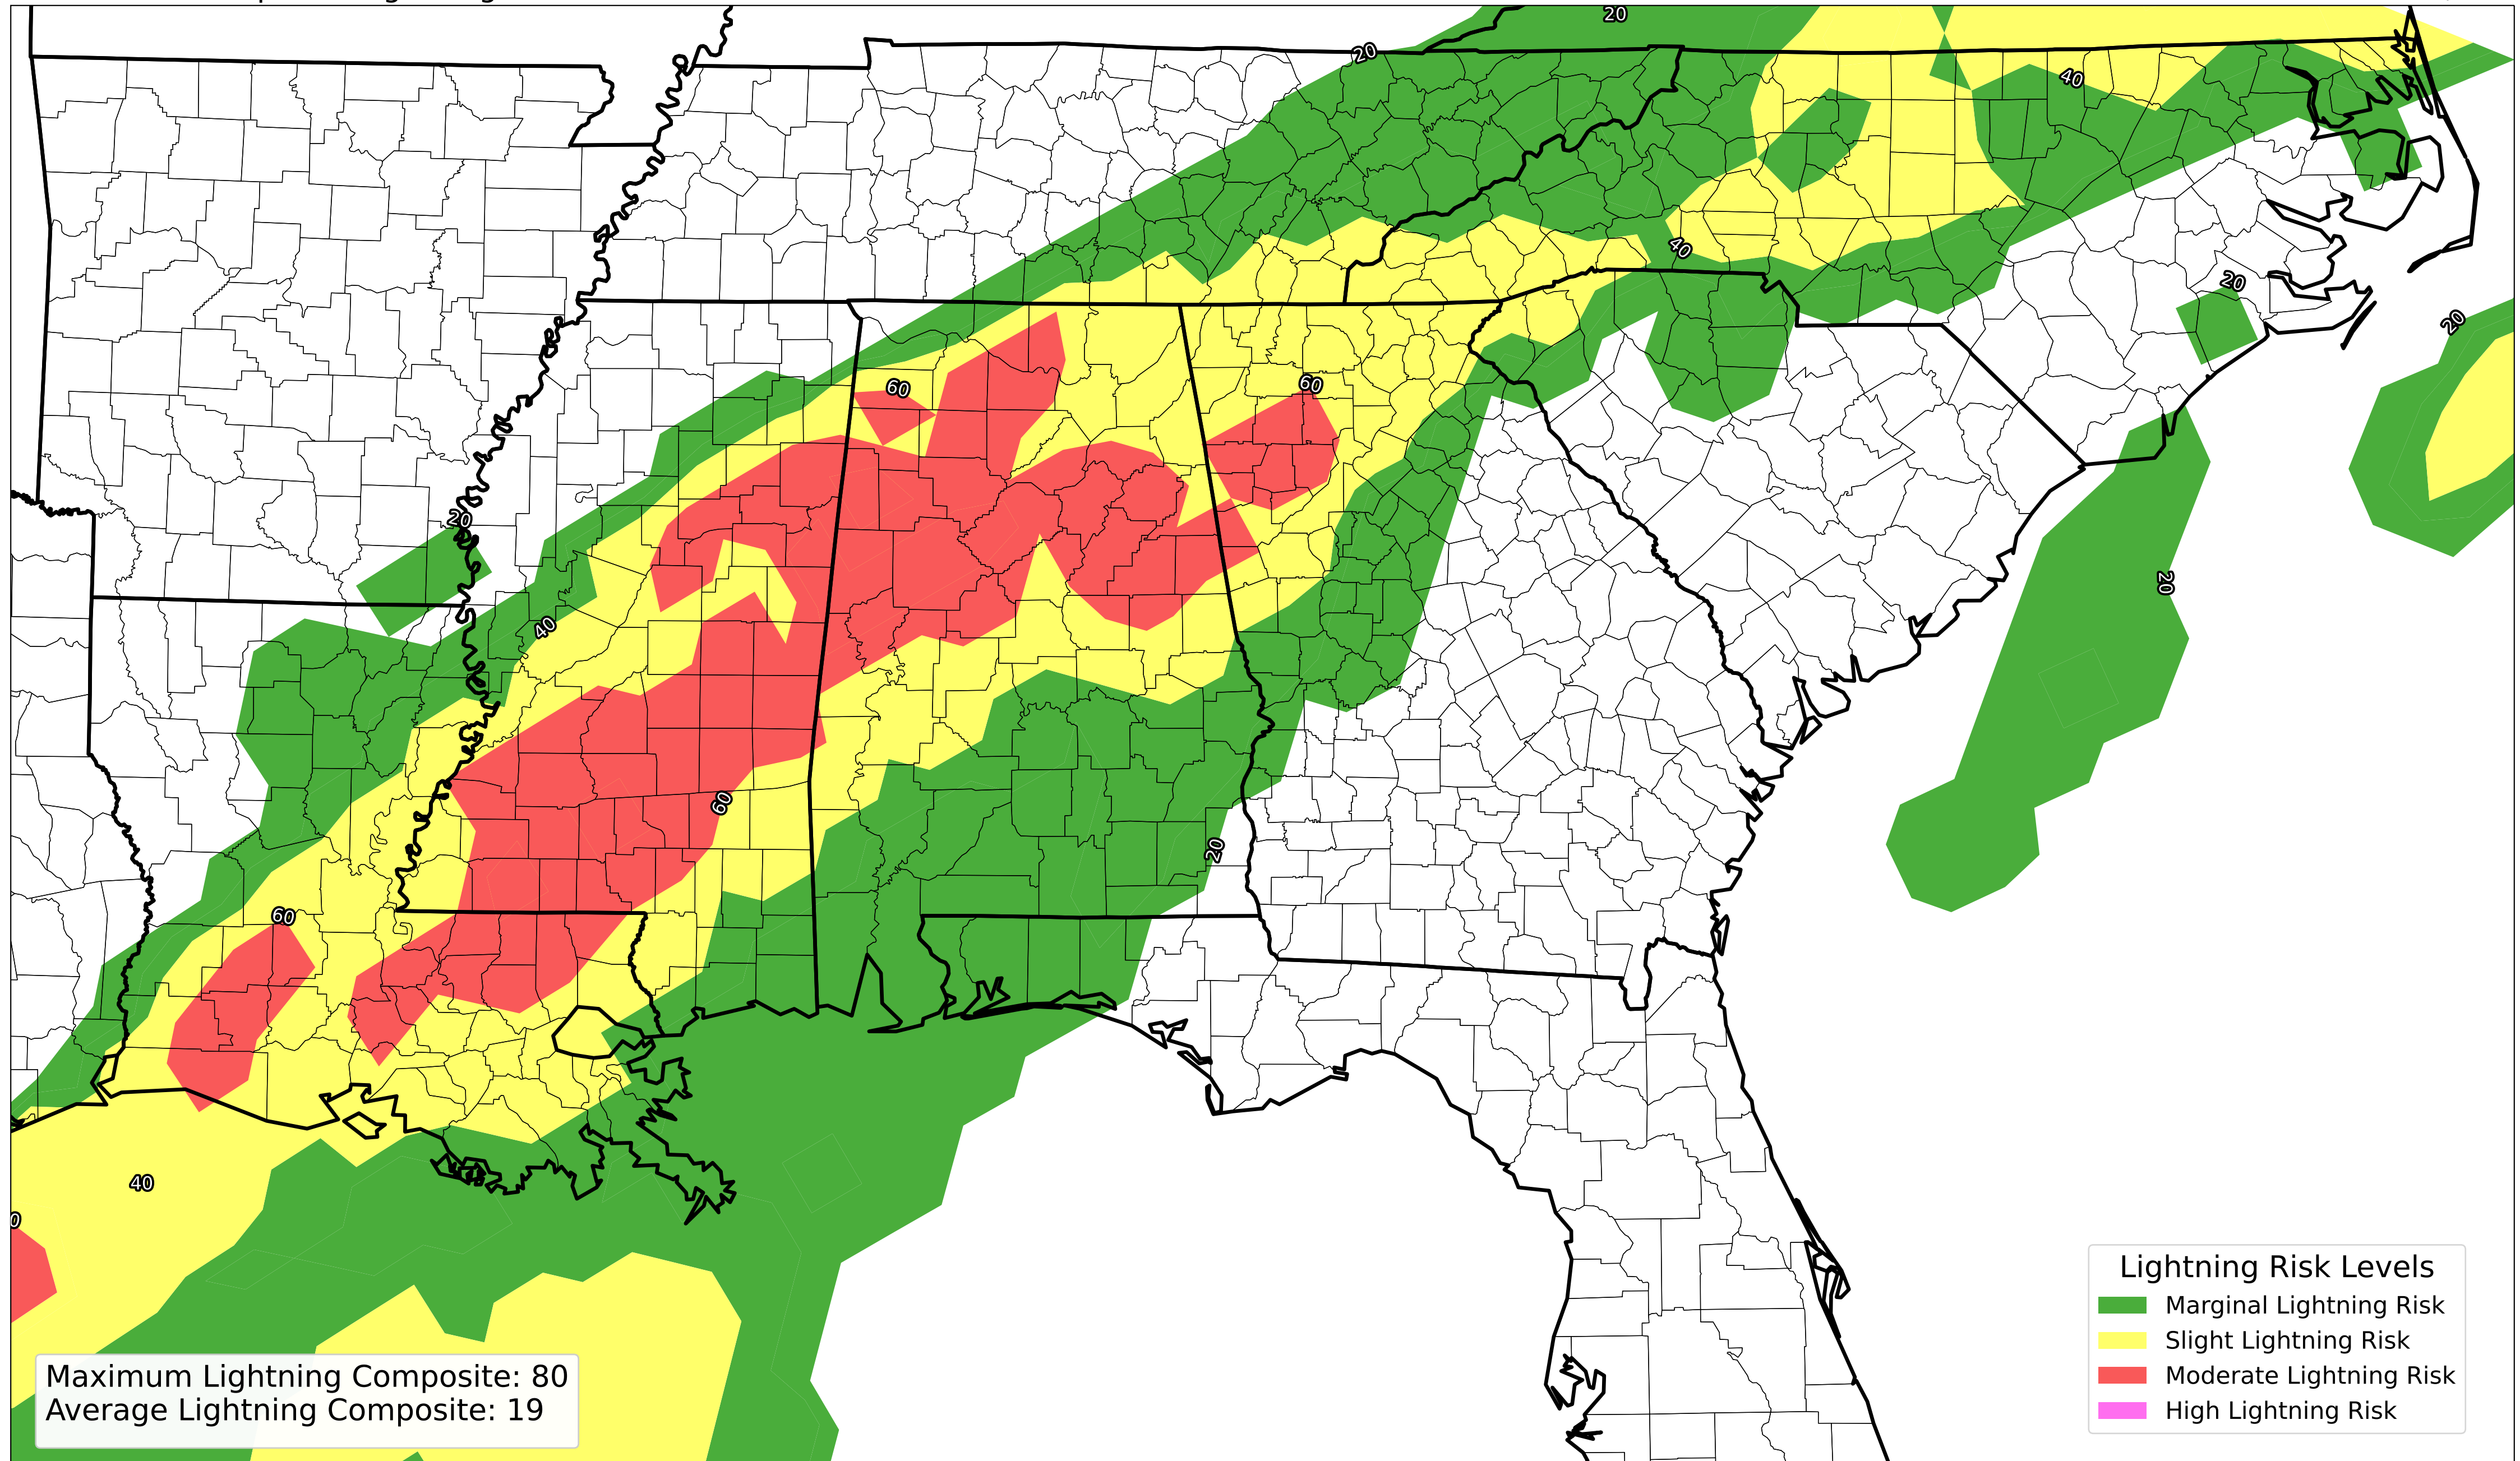 20
20
40
40
20
20
60
60
20
40
20
60
20
60
40
0
Lightning Risk Levels
Marginal Lightning Risk
Slight Lightning Risk
Moderate Lightning Risk
High Lightning Risk
Maximum Lightning Composite: 80
Average Lightning Composite: 19